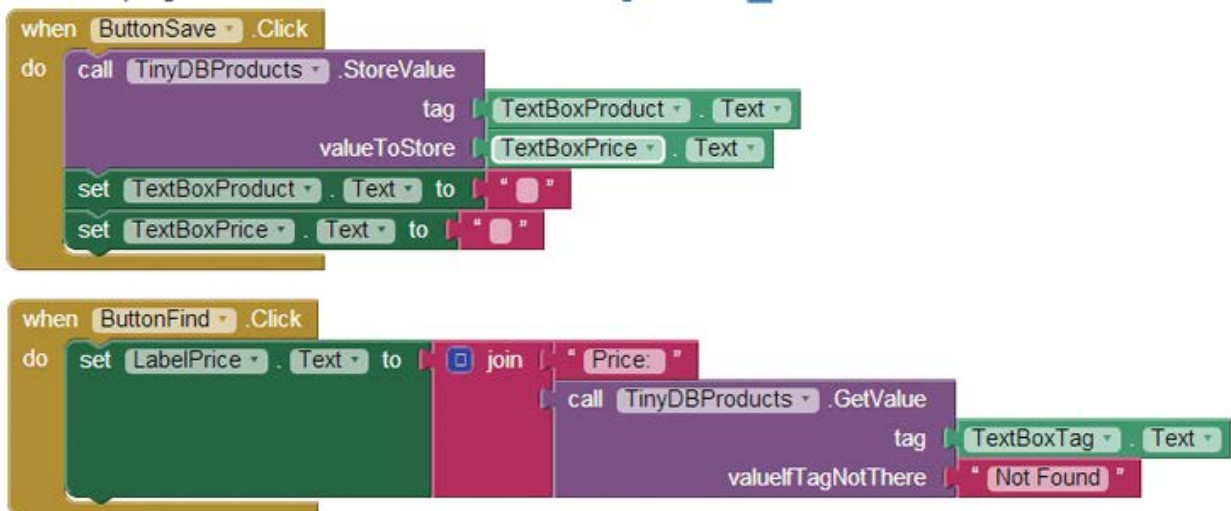 when ButtonSave .Click
do call TinyDBProducts .StoreValue
tag TextBoxProduct . Text
valueToStore TextBoxPrice . Text
set TextBoxProduct . Text to " "
set TextBoxPrice . Text to " "
when ButtonFind .Click
do set LabelPrice . Text to join " Price: "
call TinyDBProducts .GetValue
tag TextBoxTag . Text
valueIfTagNotThere " Not Found "